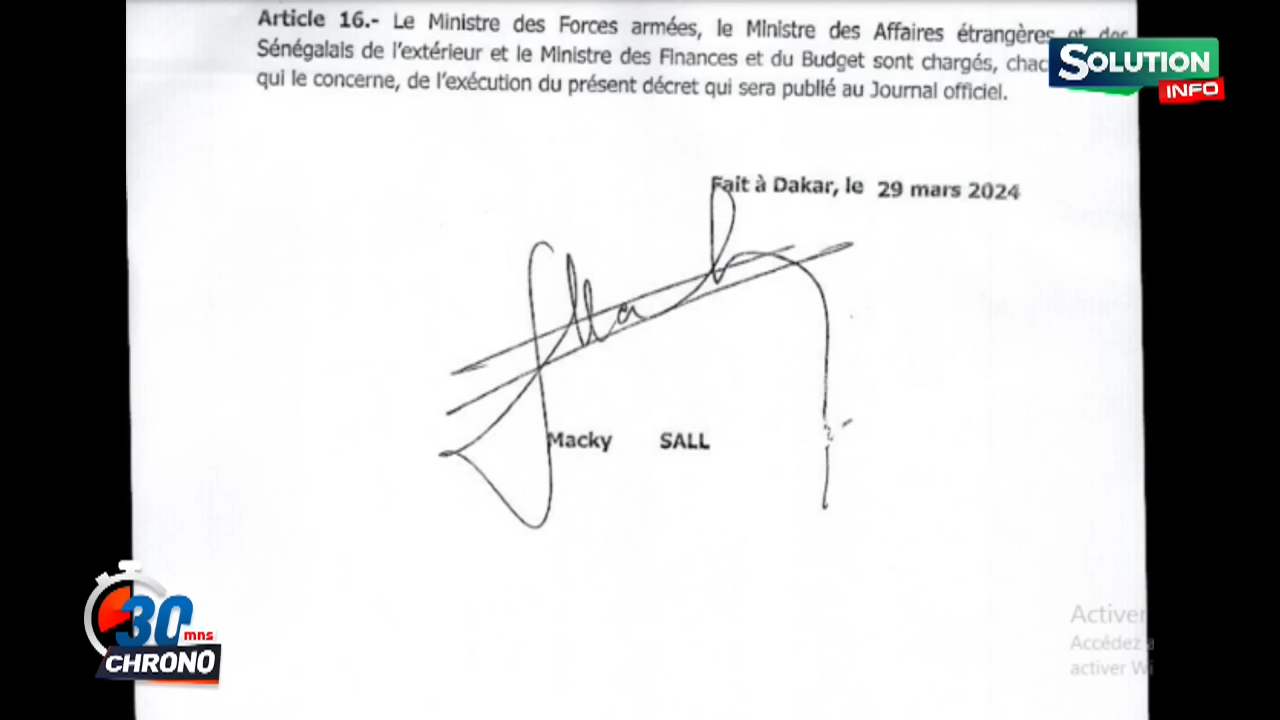 Article 16.- Le Ministre des Forces armées, le Ministre des Affaires étrangères et des
Sénégalais de l'extérieur et le Ministre des Finances et du Budget sont chargés,
qui le concerne, de l'exécution du présent décret qui sera publié au Journal officiel.
SOLUTION
INFO
Fait à Dakar, le 29 mars 2024
Macky SALL
30
mns
CHRONO
Activer
Accédez
activer